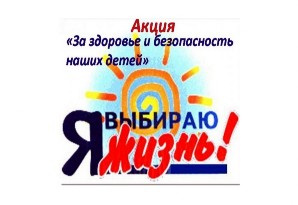 Акция
«За здоровье и безопасность
наших детей»
Я ВЫБИРАЮ
жизнь!